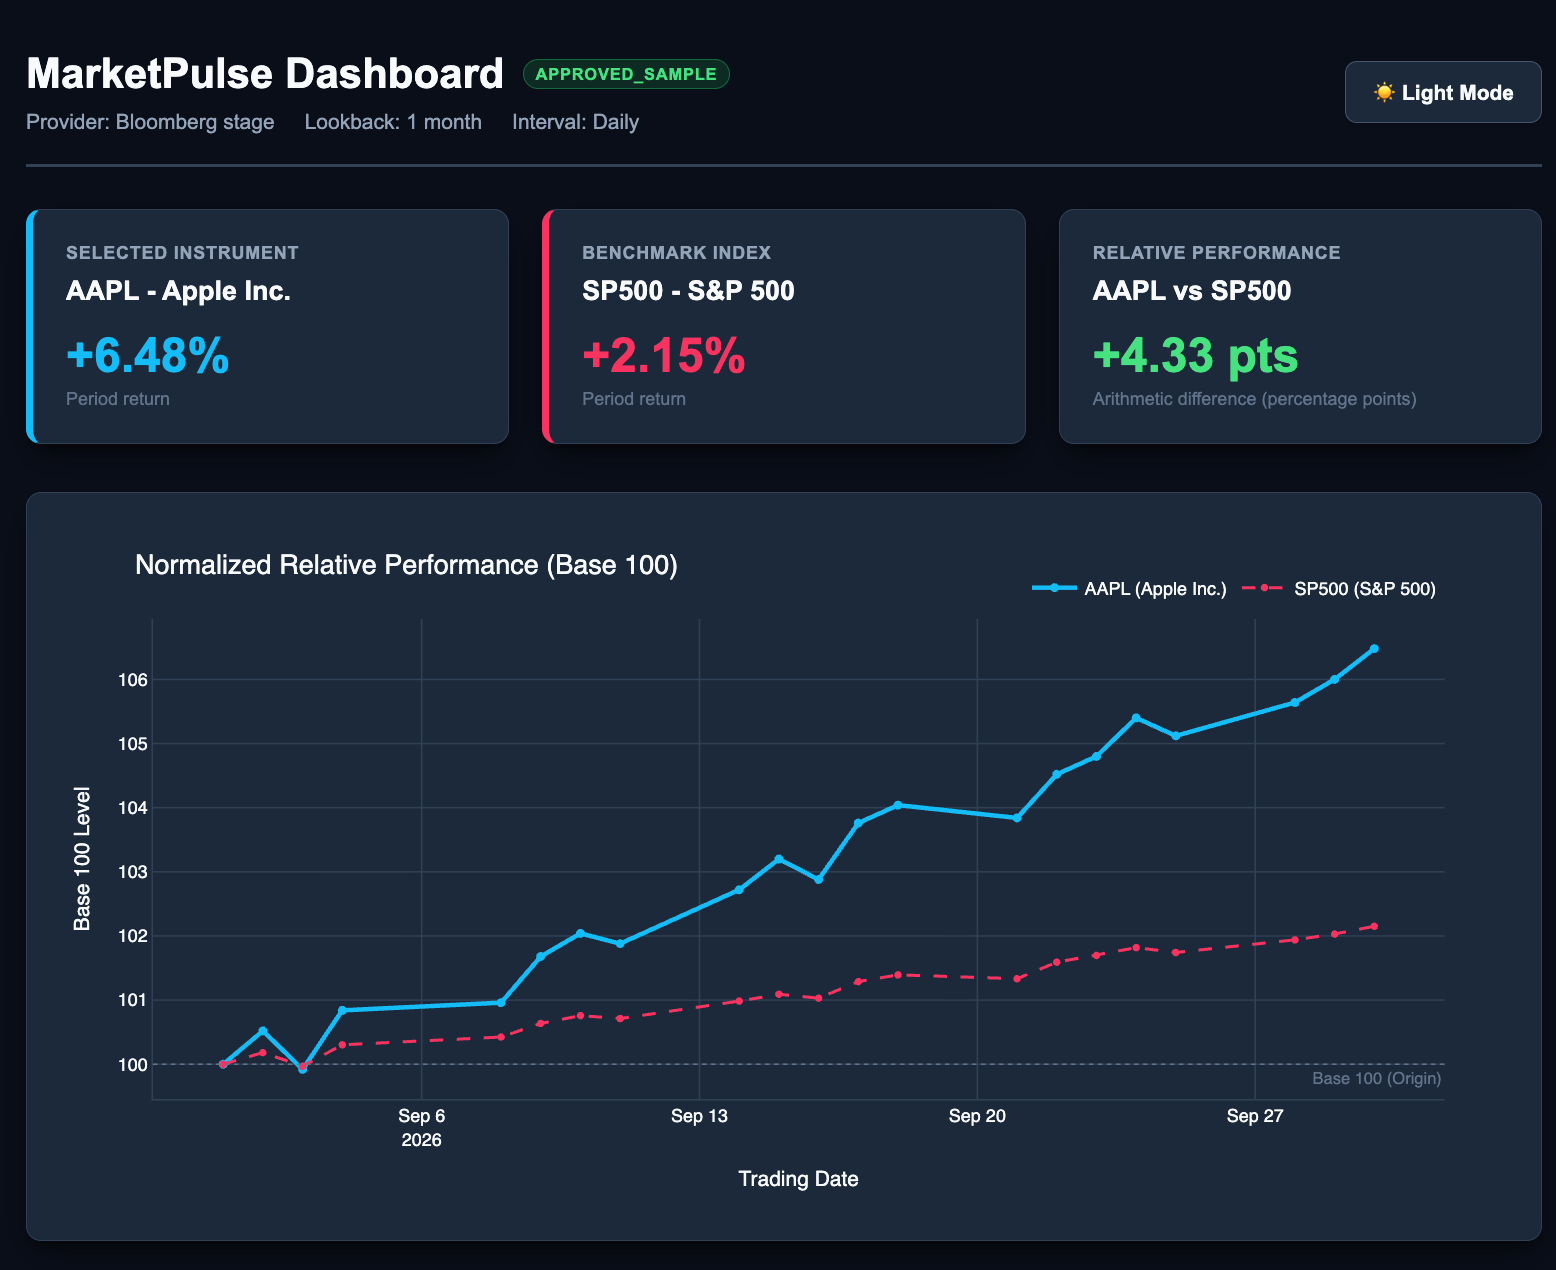 MarketPulse Dashboard
APPROVED_SAMPLE
☀️ Light Mode
Provider: Bloomberg stage Lookback: 1 month Interval: Daily
SELECTED INSTRUMENT
AAPL - Apple Inc.
+6.48%
Period return
BENCHMARK INDEX
SP500 - S&P 500
+2.15%
Period return
RELATIVE PERFORMANCE
AAPL vs SP500
+4.33 pts
Arithmetic difference (percentage points)
Normalized Relative Performance (Base 100)
AAPL (Apple Inc.) SP500 (S&P 500)
Base 100 Level
106
105
104
103
102
101
100
Base 100 (Origin)
Sep 6
2026
Sep 13
Sep 20
Sep 27
Trading Date